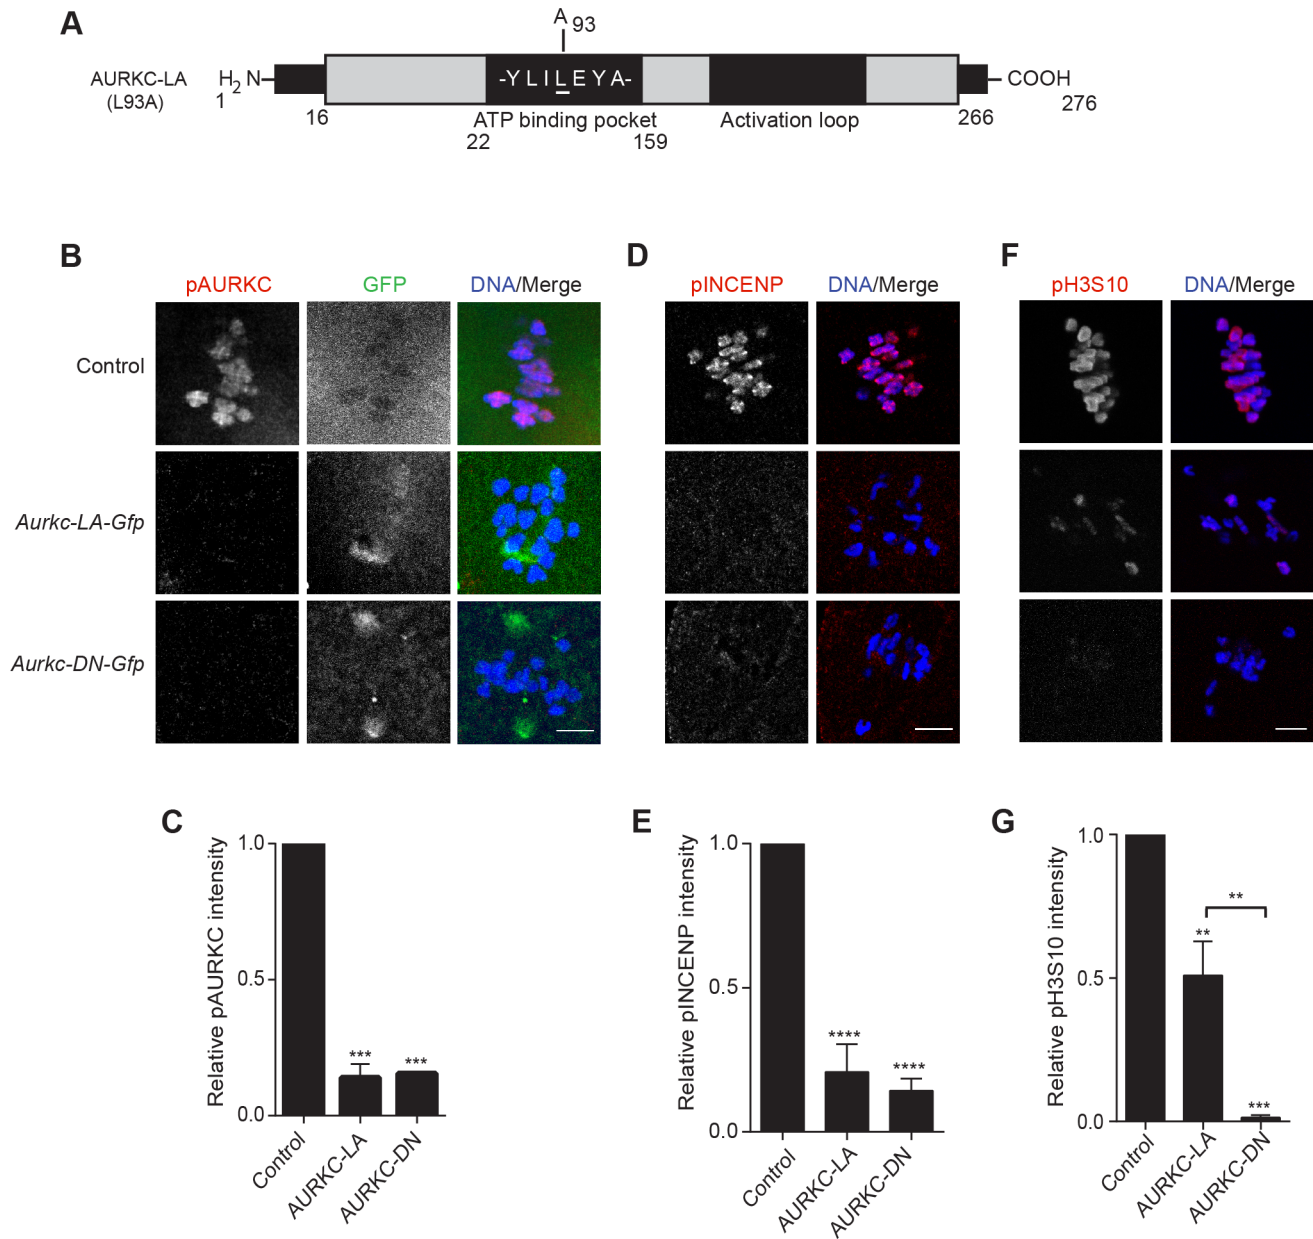 A
A 93
AURKC-LA
(L93A)
H2N
-YLILEYA-
COOH
1
16
ATP binding pocket
22
159
Activation loop
266
276
B
pAURKC
GFP
DNA/Merge
Control
Aurkc-LA-Gfp
Aurkc-DN-Gfp
D
pINCENP
DNA/Merge
F
pH3S10
DNA/Merge
C
Relative pAURKC intensity
1.0
0.5
0.0
***
***
Control
AURKC-LA
AURKC-DN
E
Relative pINCENP intensity
1.0
0.5
0.0
****
****
Control
AURKC-LA
AURKC-DN
G
Relative pH3S10 intensity
1.0
0.5
0.0
**
**
***
Control
AURKC-LA
AURKC-DN